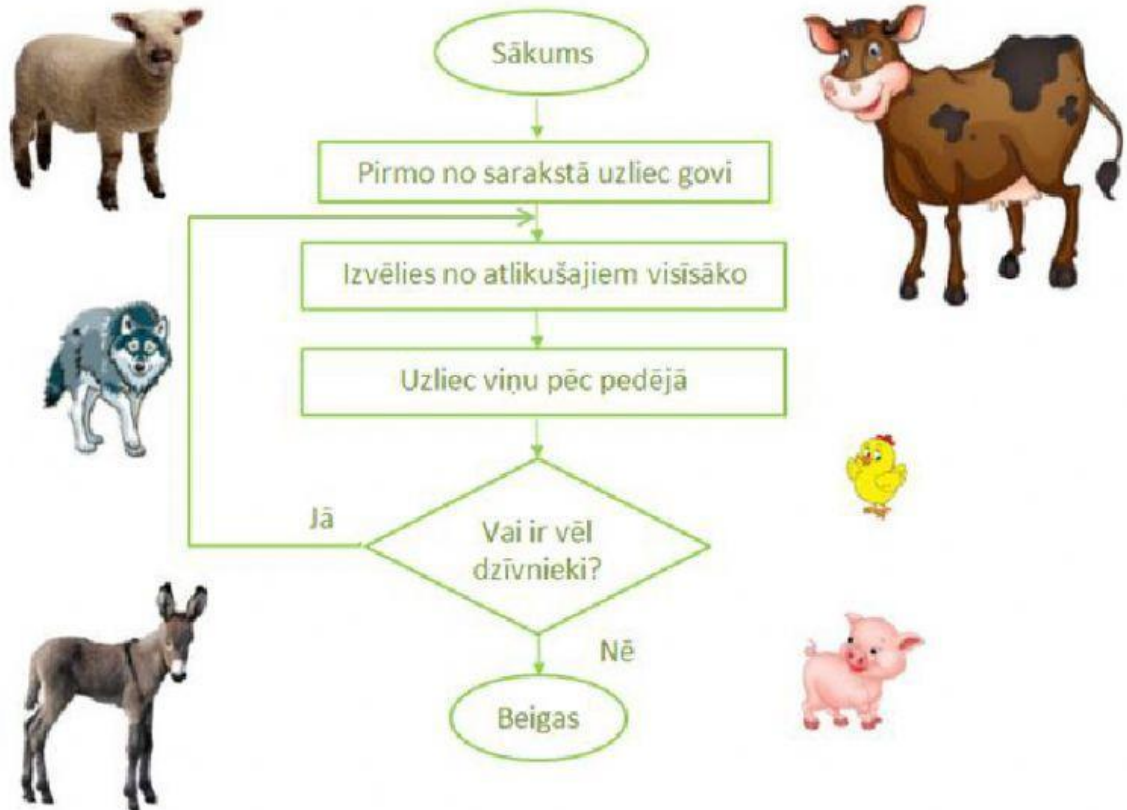 Sākums
Pirmo no sarakstā uzliec govi
Izvēlies no atlikušajiem visīsāko
Uzliec viņu pēc pedējā
Jā
Vai ir vēl
dzīvnieki?
Nē
Beigas